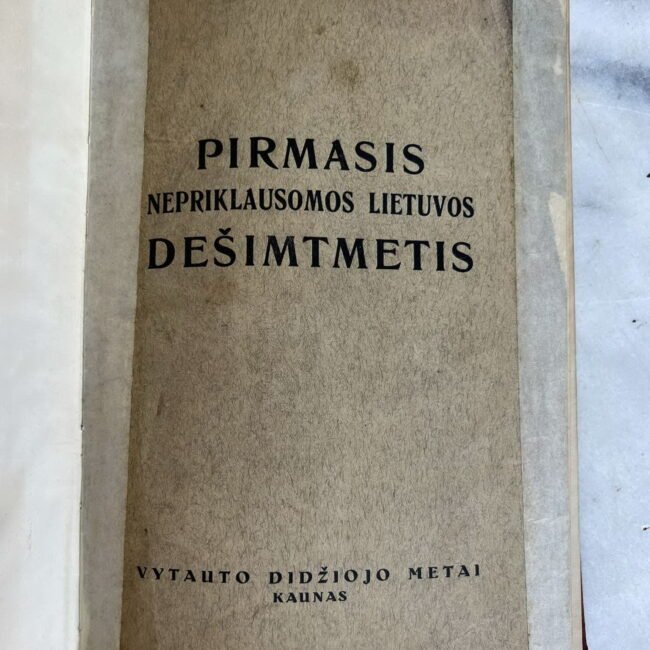 PIRMASIS
NEPRIKLAUSOMOS LIETUVOS
DEŠIMTMETIS
VYTAUTO DIDŽIOJO METAI
KAUNAS